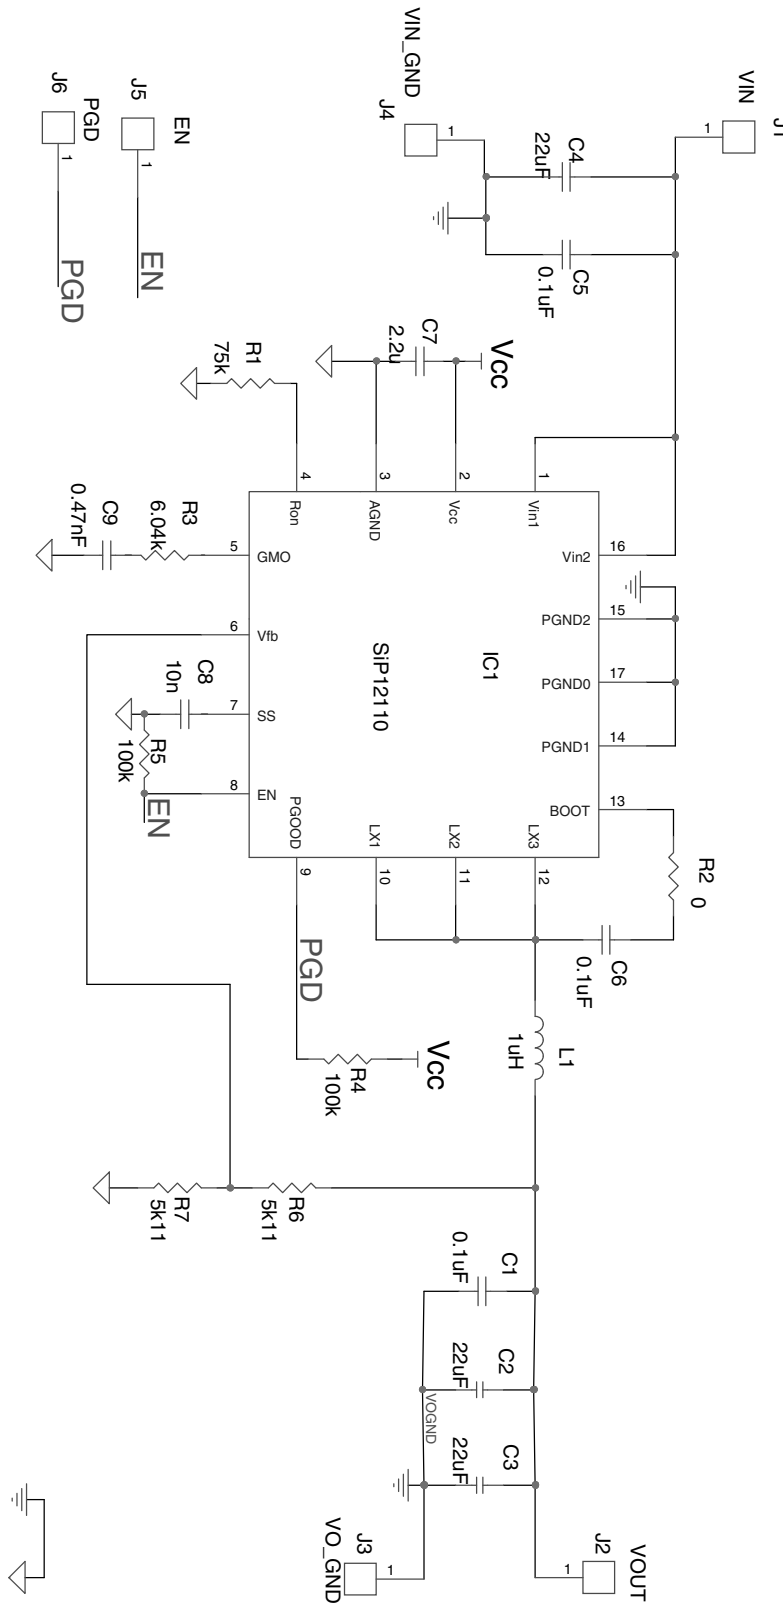 VIN
J1
1
VIN_GND
J4
1
C4
22uF
C5
0.1uF
J5
EN
1
EN
J6
PGD
1
PGD
Vcc
C7
2.2u
R1
75k
R3
6.04k
C9
0.47nF
C8
10n
R5
100k
EN
IC1
SiP12110
1
Vin1
2
Vcc
3
AGND
4
Ron
5
GMO
6
Vfb
7
SS
8
EN
9
PGOOD
10
LX1
11
LX2
12
LX3
13
BOOT
14
PGND1
17
PGND0
15
PGND2
16
Vin2
R2
0
C6
0.1uF
L1
1uH
PGD
R4
100k
Vcc
R6
5k11
R7
5k11
C1
0.1uF
C2
22uF
VOGND
C3
22uF
VOUT
J2
1
J3
VO_GND
1